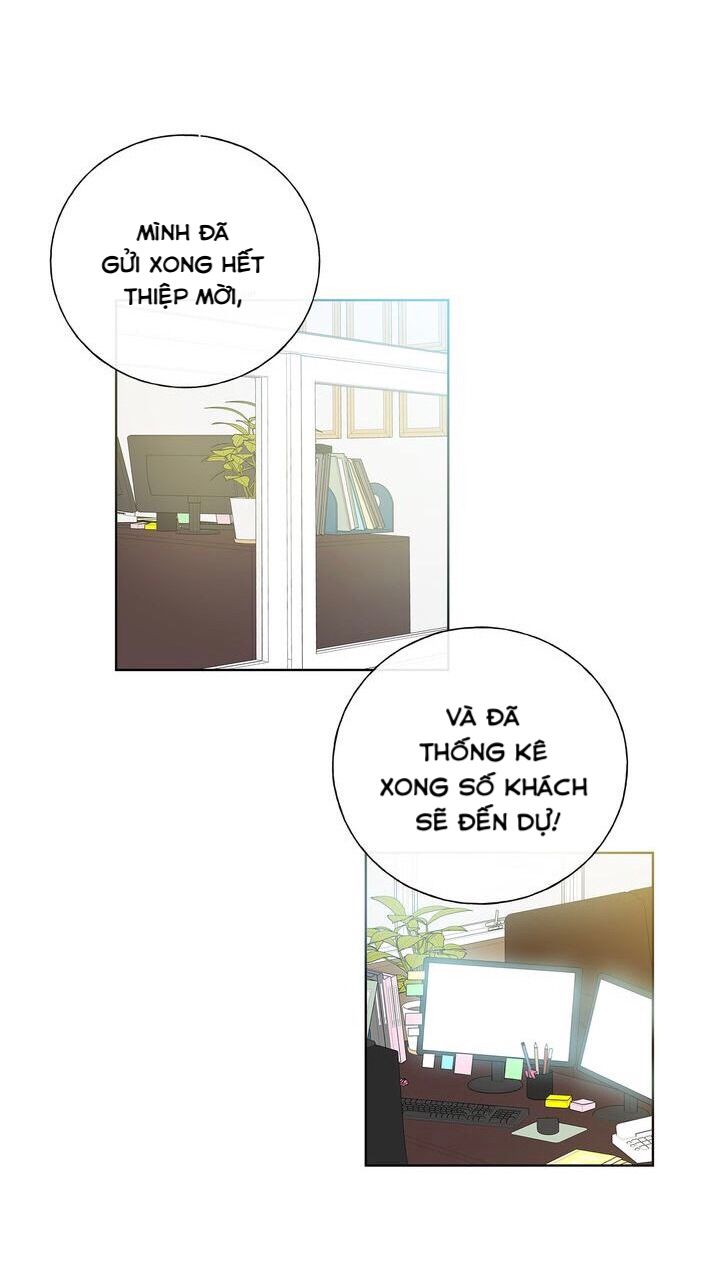 MÌNH ĐÃ
GỬI XONG HẾT
THIỆP MỜI,
VÀ ĐÃ
THỐNG KÊ
XONG SỐ KHÁCH
SẼ ĐẾN DỰ!